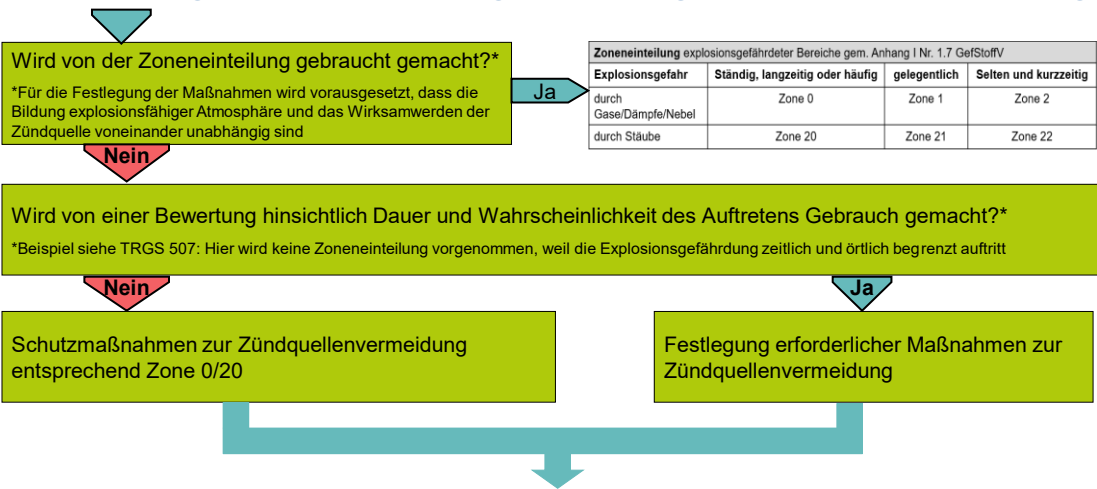 Wird von der Zoneneinteilung gebraucht gemacht?*
*Für die Festlegung der Maßnahmen wird vorausgesetzt, dass die
Bildung explosionsfähiger Atmosphäre und das Wirksamwerden der
Zündquelle voneinander unabhängig sind
Ja
Zoneneinteilung explosionsgefährdeter Bereiche gem. Anhang I Nr. 1.7 GefStoffV
Explosionsgefahr Ständig, langzeitig oder häufig gelegentlich Selten und kurzzeitig
durch
Gase/Dämpfe/Nebel Zone 0 Zone 1 Zone 2
durch Stäube Zone 20 Zone 21 Zone 22
Nein
Wird von einer Bewertung hinsichtlich Dauer und Wahrscheinlichkeit des Auftretens Gebrauch gemacht?*
*Beispiel siehe TRGS 507: Hier wird keine Zoneneinteilung vorgenommen, weil die Explosionsgefährdung zeitlich und örtlich begrenzt auftritt
Nein
Ja
Schutzmaßnahmen zur Zündquellenvermeidung
entsprechend Zone 0/20
Festlegung erforderlicher Maßnahmen zur
Zündquellenvermeidung